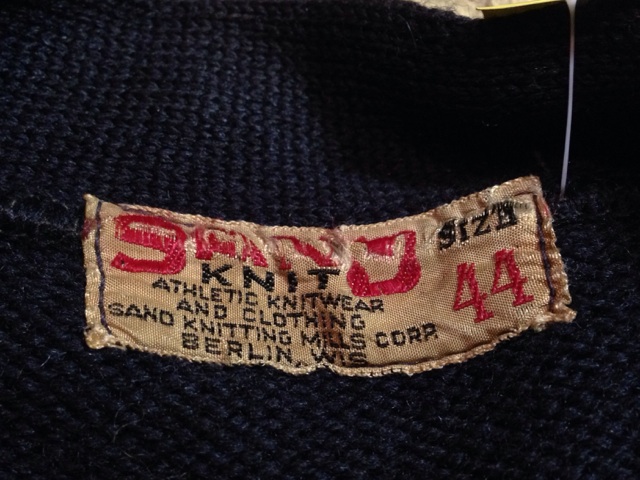 SAND
KNIT
ATHLETIC KNITWEAR
AND CLOTHING
SAND KNITTING MILLS CORP.
BERLIN, WIS.
SIZE
44